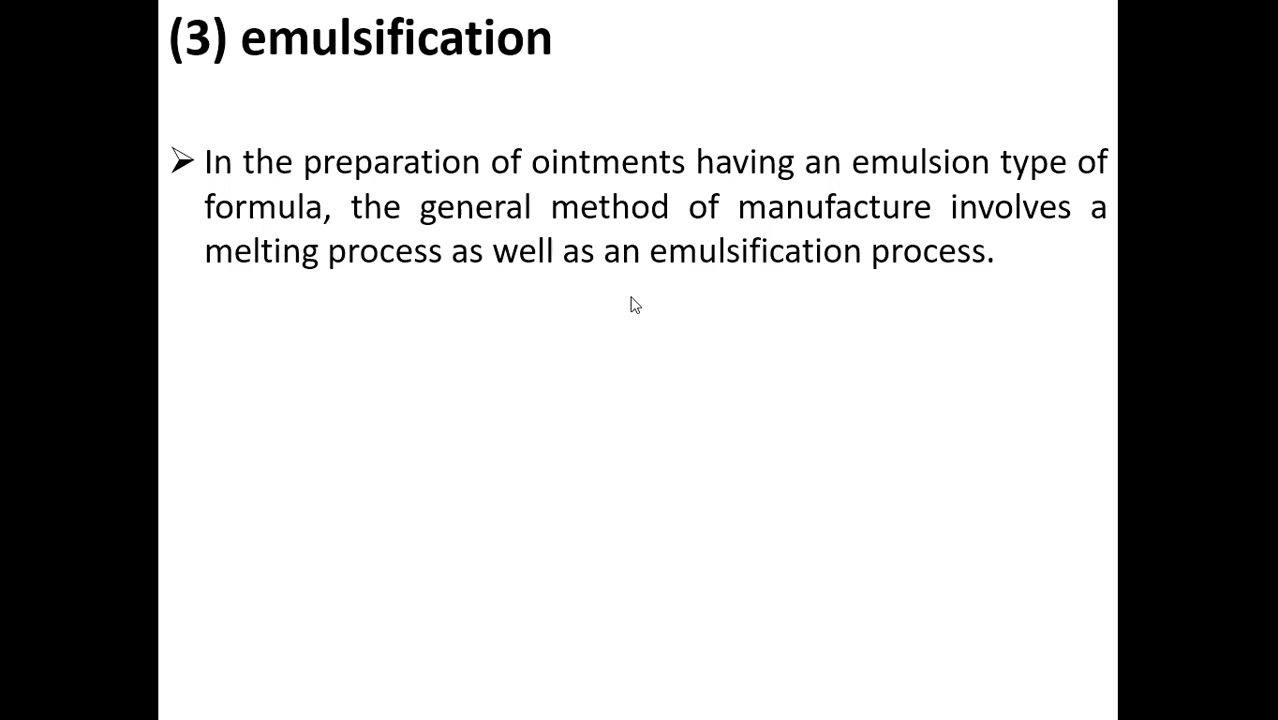 (3) emulsification
➤ In the preparation of ointments having an emulsion type of
formula, the general method of manufacture involves a
melting process as well as an emulsification process.